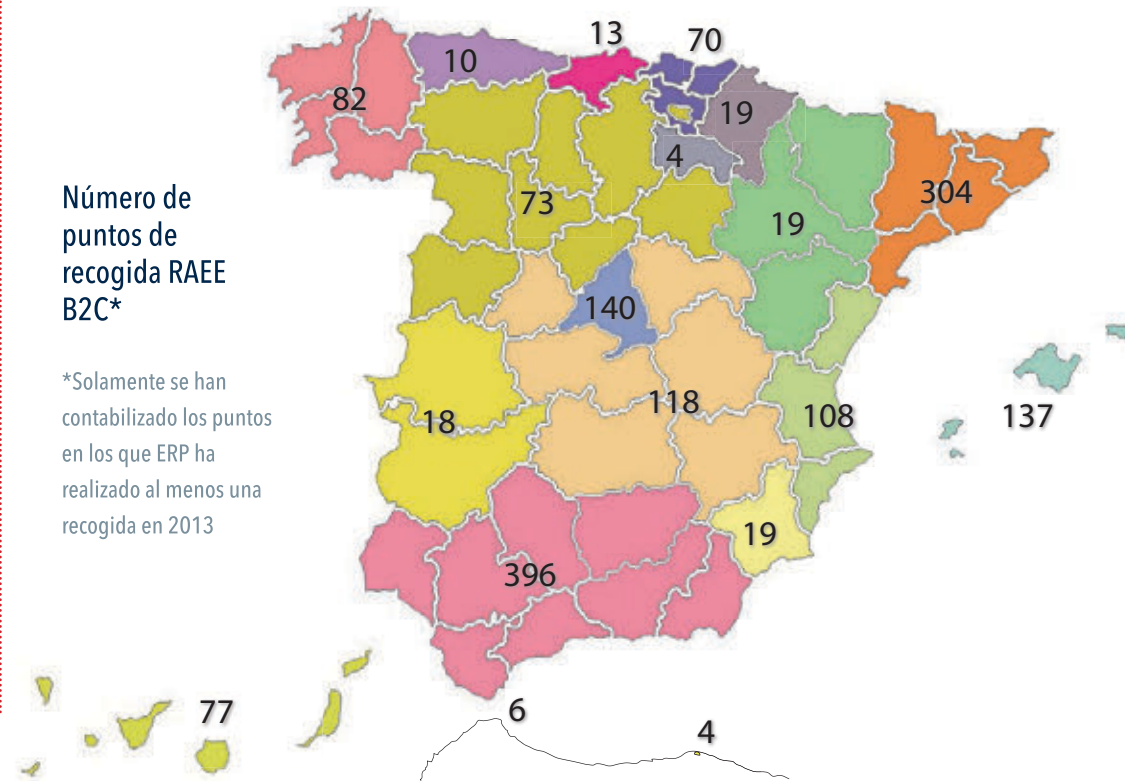 13
70
10
82
19
4
Número de
puntos de
recogida RAEE
B2C*
73
304
19
140
*Solamente se han
contabilizado los puntos
en los que ERP ha
realizado al menos una
recogida en 2013
118
18
108
137
19
396
77
6
4